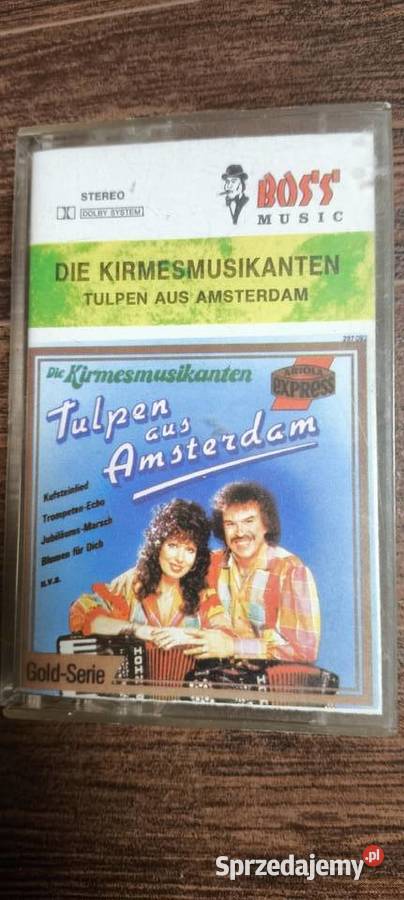 STEREO
DOLBY SYSTEM
BOSS
MUSIC
DIE KIRMESMUSIKANTEN
TULPEN AUS AMSTERDAM
Die Kirmesmusikanten
ARIOLA
EXPRESS
Tulpen
aus
Amsterdam
Kufsteinlied
Trompeten-Echo
Jubiläums-Marsch
Blumen für Dich
u.v.a.
Gold-Serie
HOHNER
Sprzedajemy.pl